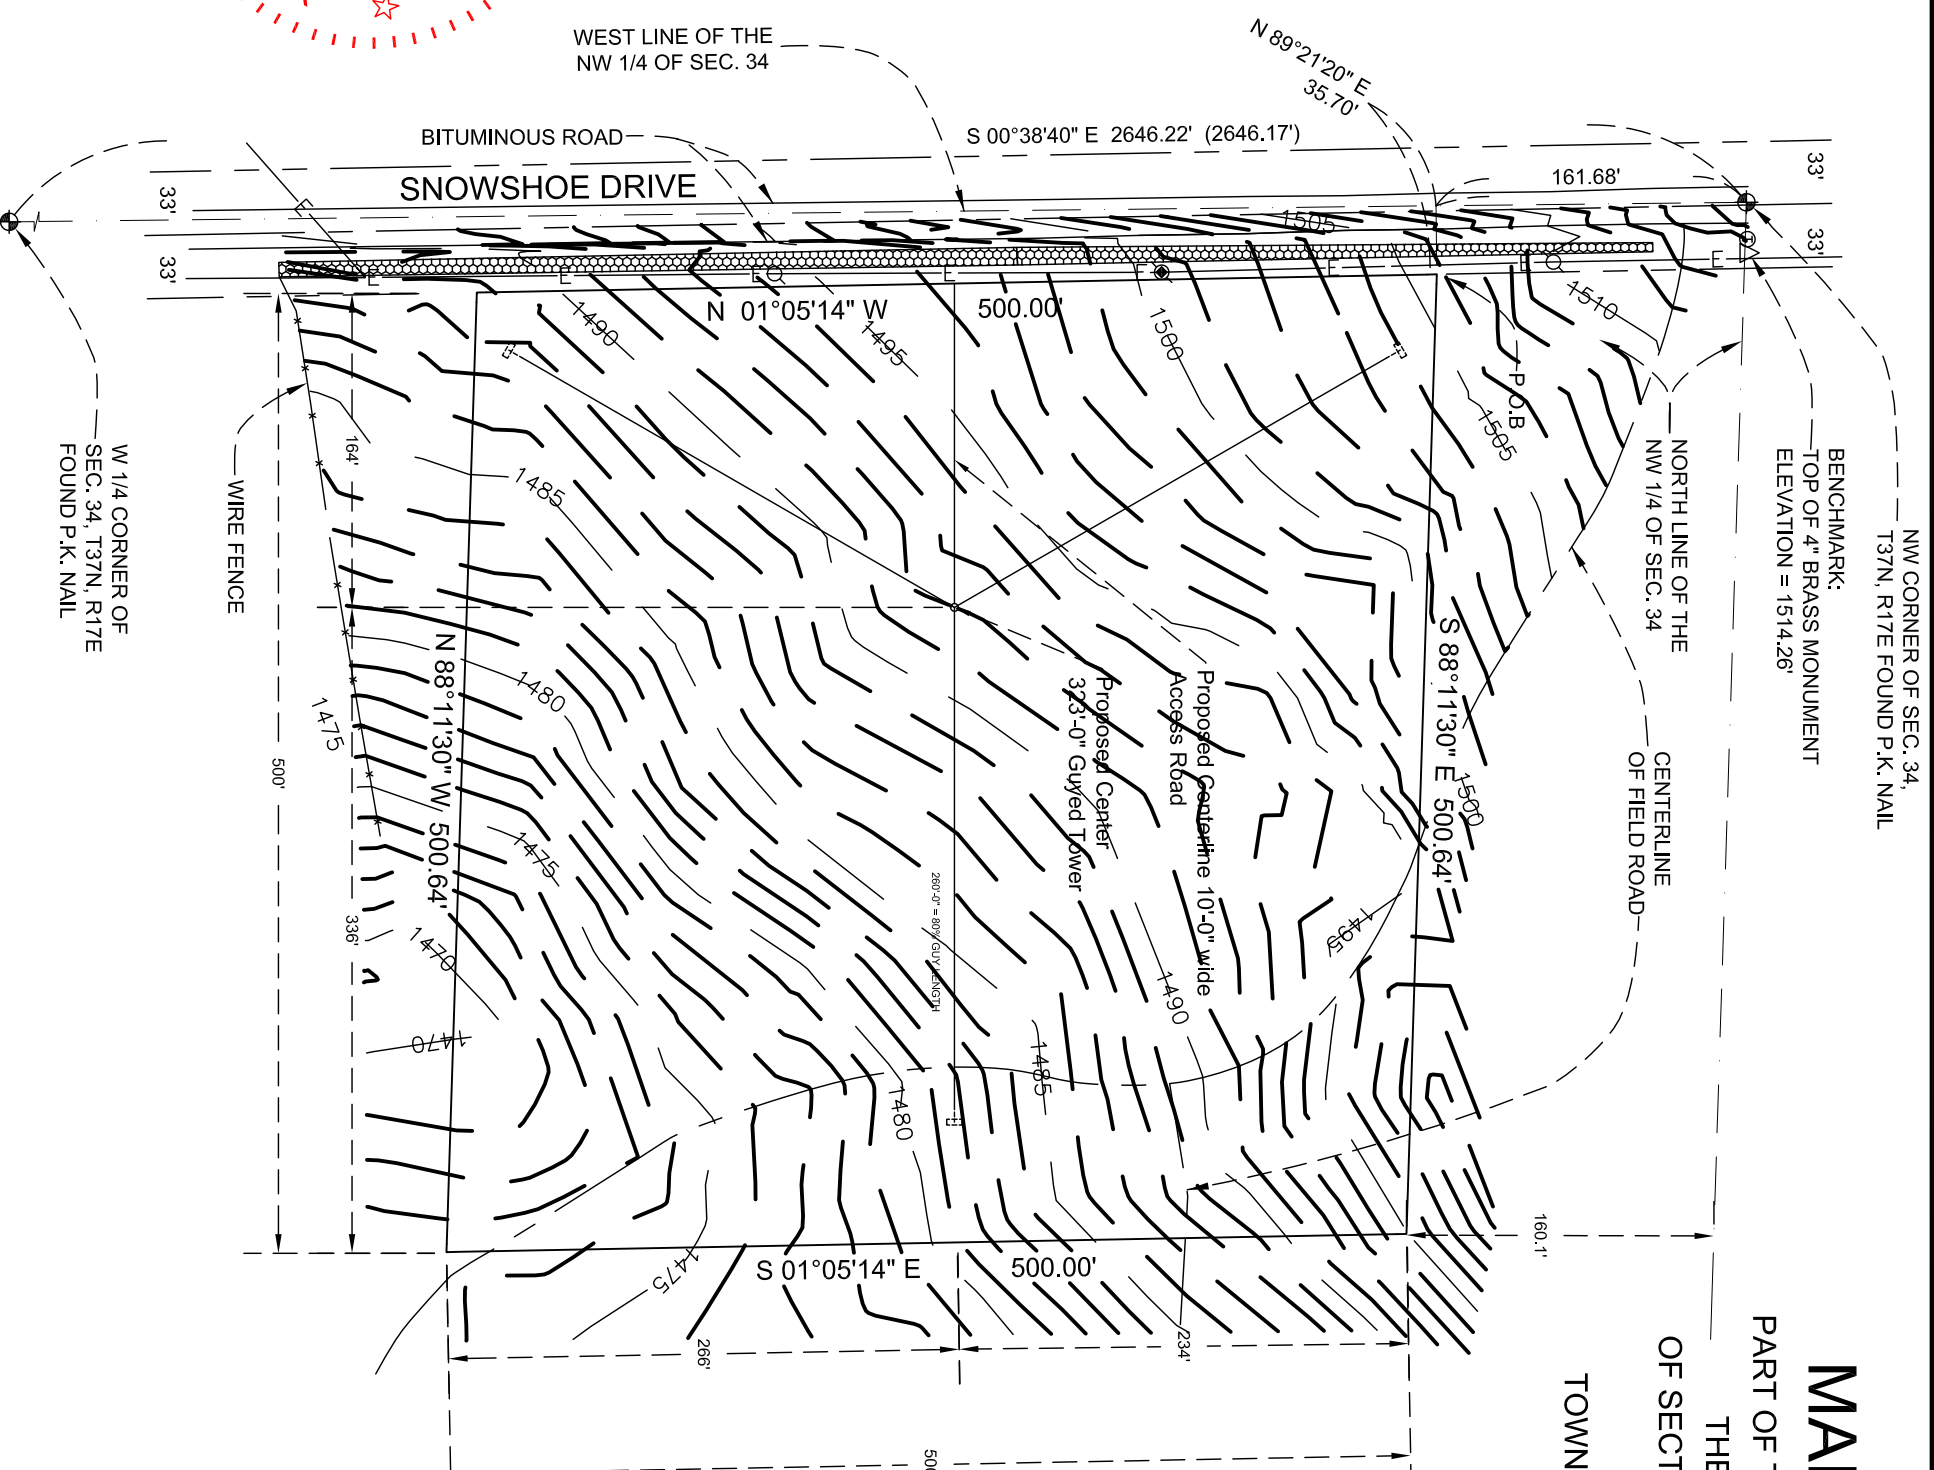 WEST LINE OF THE
NW 1/4 OF SEC. 34
N 89°21'20" E
35.70'
BITUMINOUS ROAD
S 00°38'40" E 2646.22' (2646.17')
SNOWSHOE DRIVE
161.68'
33'
33'
33'
33'
1505
E
E
E
E
E
E
E
E
E
N 01°05'14" W 500.00'
1490
1495
1500
1510
P.O.B
1505
NORTH LINE OF THE
NW 1/4 OF SEC. 34
BENCHMARK:
TOP OF 4" BRASS MONUMENT
ELEVATION = 1514.26'
NW CORNER OF SEC. 34,
T37N, R17E FOUND P.K. NAIL
W 1/4 CORNER OF
SEC. 34, T37N, R17E
FOUND P.K. NAIL
WIRE FENCE
164'
1485
1480
1475
N 88°11'30" W 500.64'
S 88°11'30" E 500.64'
1500
CENTERLINE
OF FIELD ROAD
Proposed Centerline 10'-0" wide
Access Road
Proposed Center
323'-0" Guyed Tower
260'-0" = 80% GUY LENGTH
500'
336'
1475
1470
1470
1495
1490
1485
1480
1475
S 01°05'14" E 500.00'
160.1'
266'
234'
500
MA
PART OF T
THE
OF SECT
TOWN